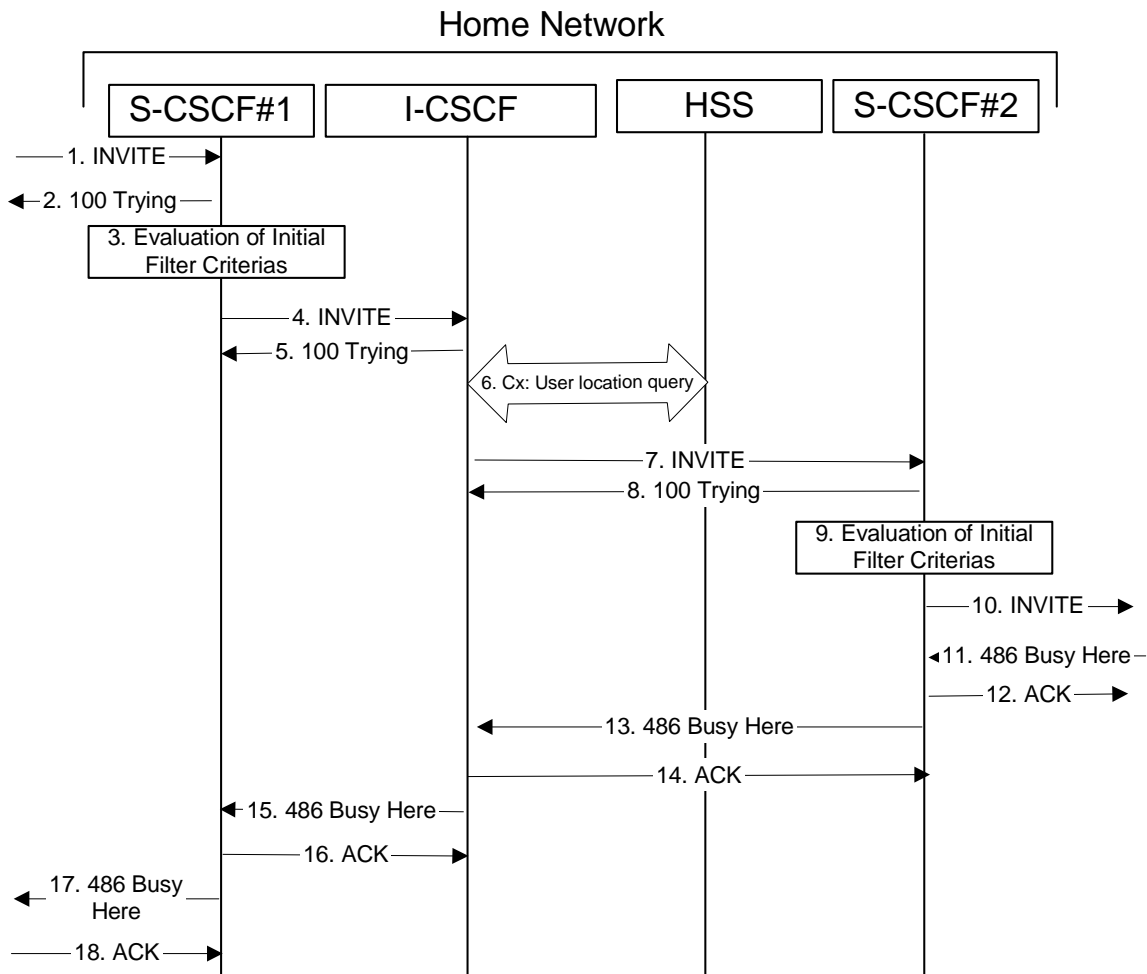 Home Network
S-CSCF#1
I-CSCF
HSS
S-CSCF#2
1. INVITE
2. 100 Trying
3. Evaluation of Initial
Filter Criterias
4. INVITE
5. 100 Trying
6. Cx: User location query
7. INVITE
8. 100 Trying
9. Evaluation of Initial
Filter Criterias
10. INVITE
11. 486 Busy Here
12. ACK
13. 486 Busy Here
14. ACK
15. 486 Busy Here
16. ACK
17. 486 Busy
Here
18. ACK